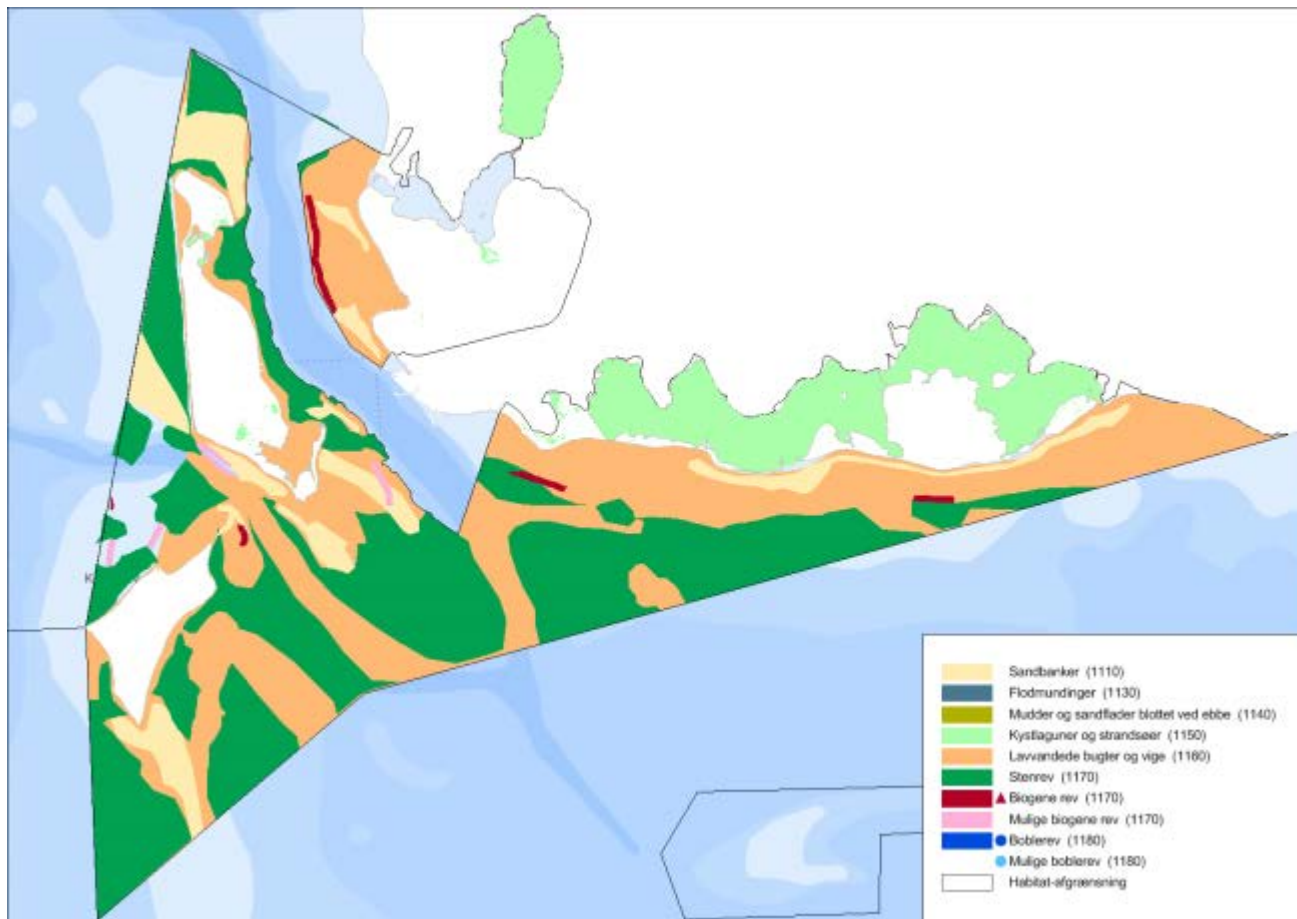 Sandbanker (1110)
Flodmundinger (1130)
Mudder og sandflader blottet ved ebbe (1140)
Kystlaguner og strandsøer (1150)
Lavvandede bugter og vige (1160)
Stenrev (1170)
Biogene rev (1170)
Mulige biogene rev (1170)
Boblerev (1180)
Mulige boblerev (1180)
Habitat-afgrænsning